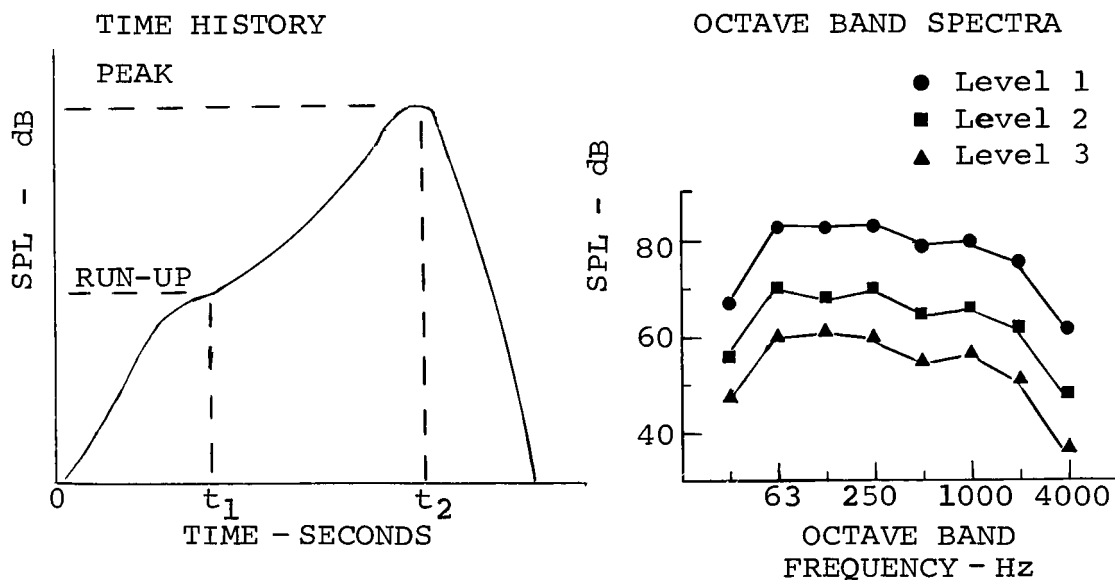 TIME HISTORY
PEAK
SPL - dB
RUN-UP
0
t1
t2
TIME - SECONDS
OCTAVE BAND SPECTRA
Level 1
Level 2
Level 3
SPL - dB
80
60
40
63 250 1000 4000
OCTAVE BAND
FREQUENCY - Hz